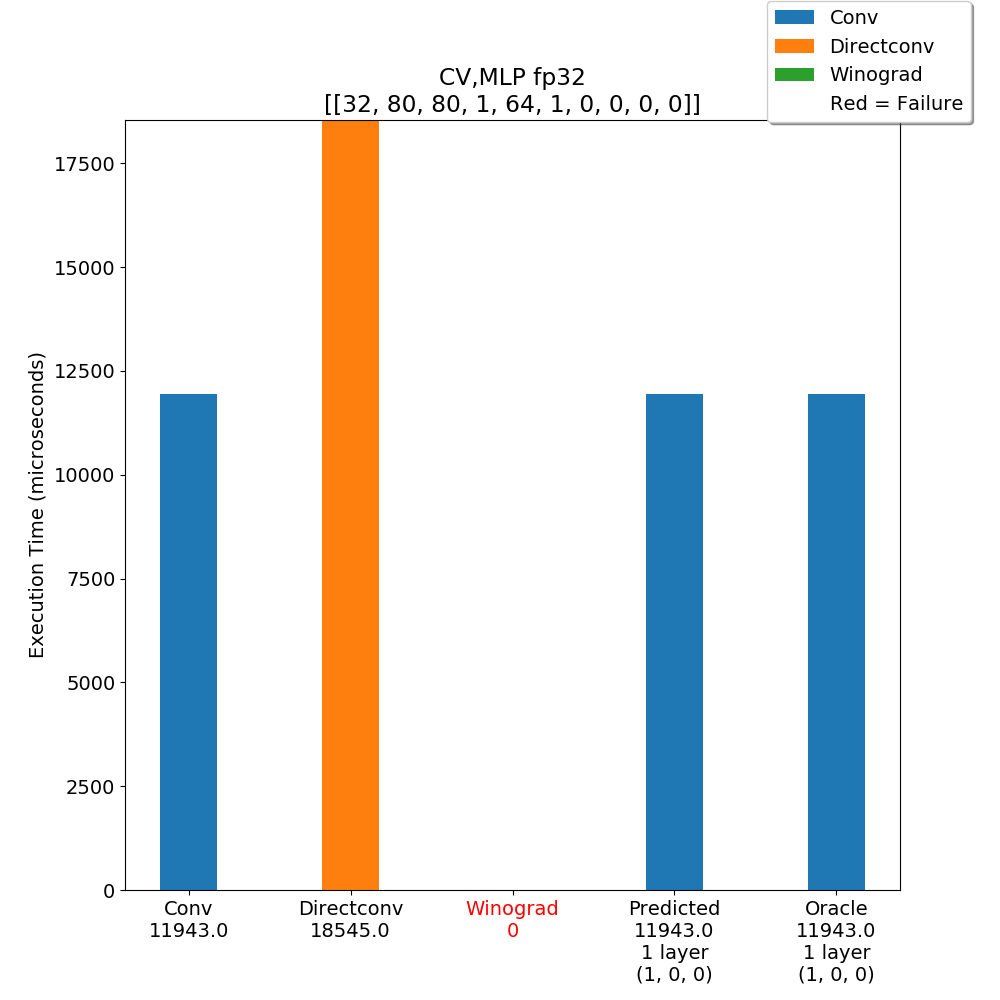 Conv
Directconv
Winograd
Red = Failure
CV,MLP fp32
[[32, 80, 80, 1, 64, 1, 0, 0, 0, 0]]
Execution Time (microseconds)
17500
15000
12500
10000
7500
5000
2500
0
Conv
11943.0
Directconv
18545.0
Winograd
0
Predicted
11943.0
1 layer
(1, 0, 0)
Oracle
11943.0
1 layer
(1, 0, 0)